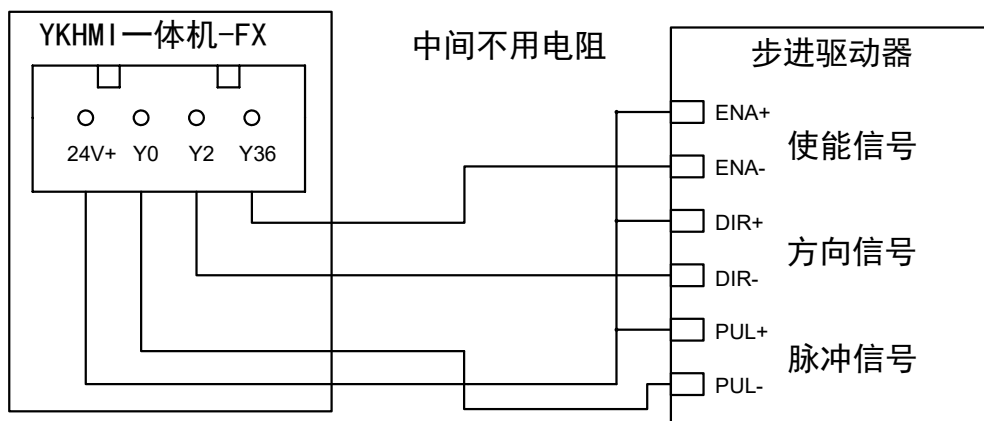 YKHMI一体机-FX
24V+ Y0 Y2 Y36
中间不用电阻
步进驱动器
ENA+
使能信号
ENA-
DIR+
方向信号
DIR-
PUL+
脉冲信号
PUL-